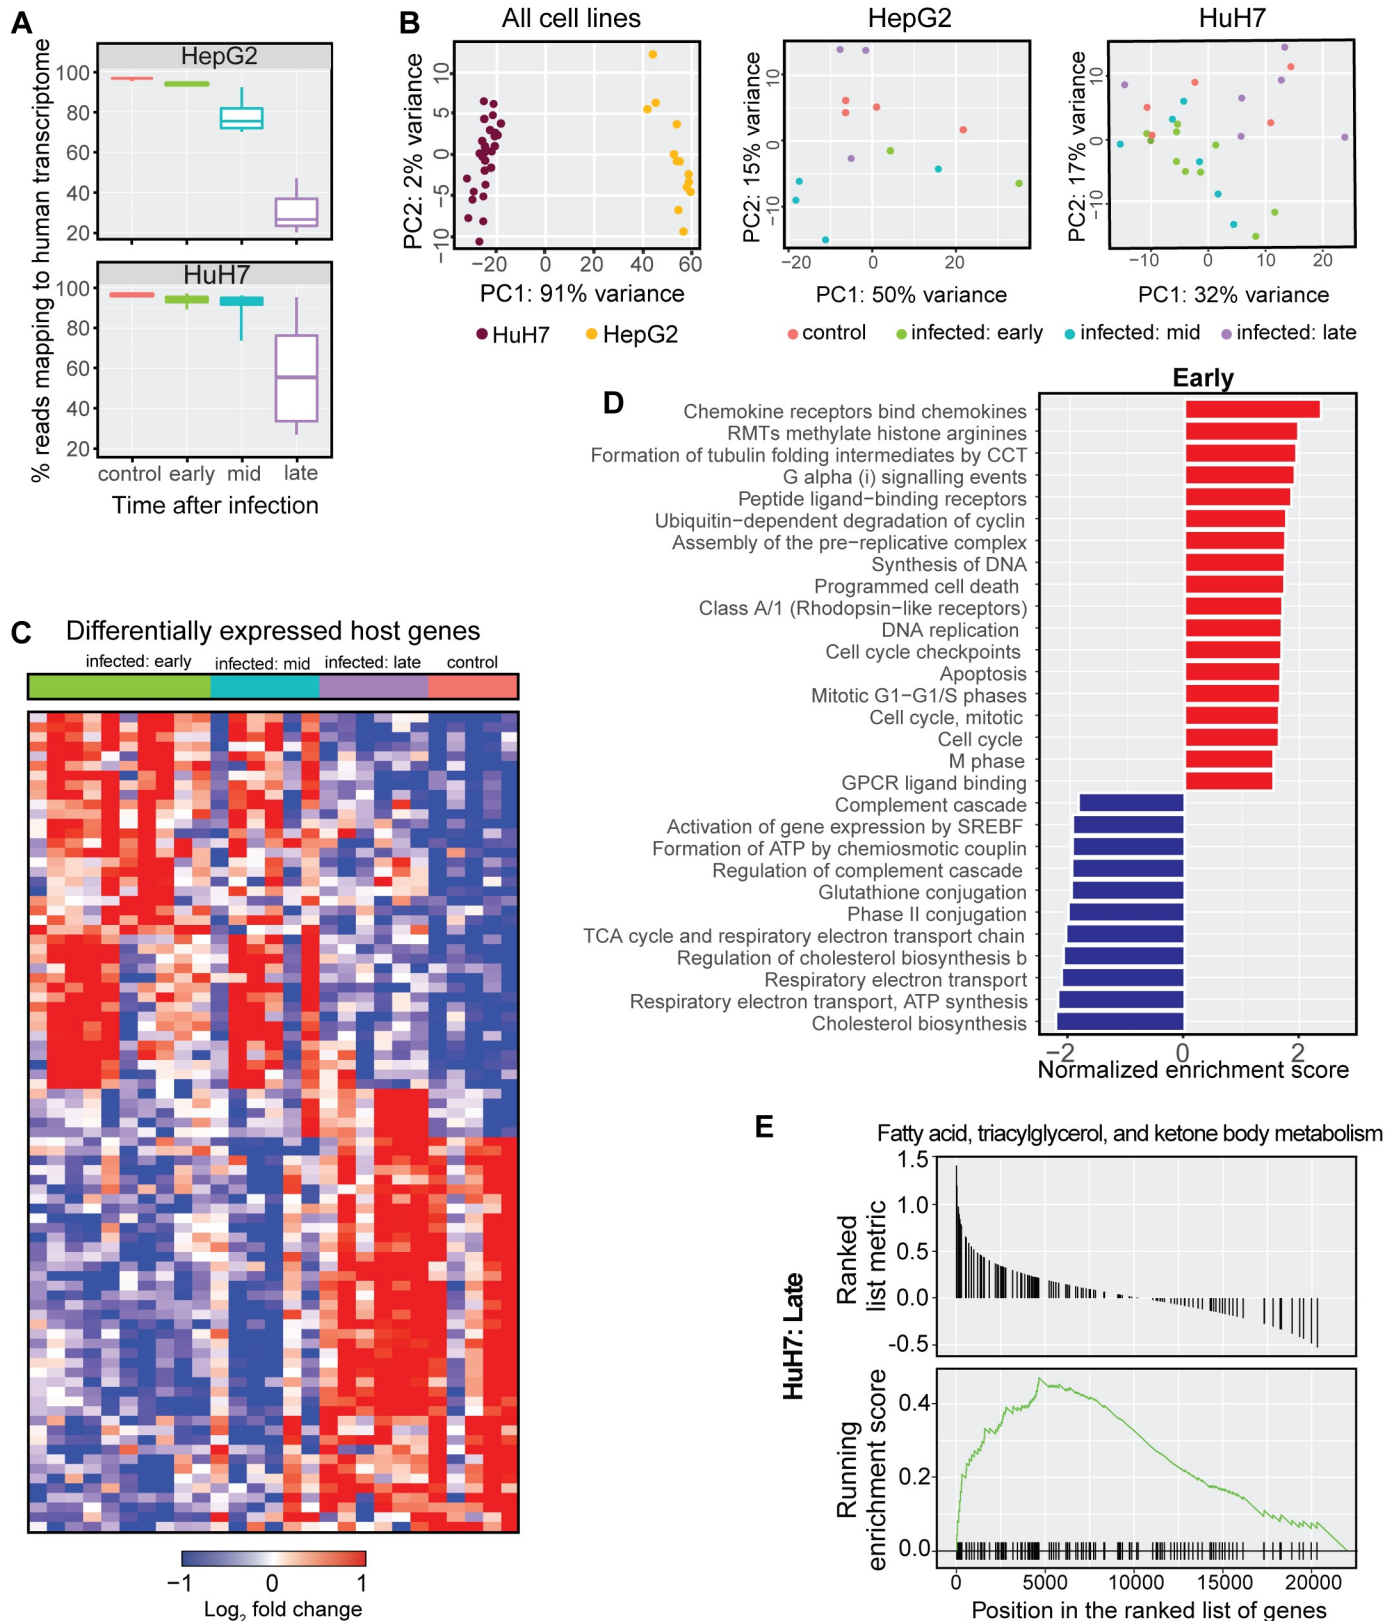 A
HepG2
100
80
60
40
20
HuH7
100
80
60
40
20
% reads mapping to human transcriptome
control early mid late
Time after infection
B
All cell lines
PC2: 2% variance
10
5
0
−5
−10
−20 0 20 40 60
PC1: 91% variance
HuH7 HepG2
HepG2
PC2: 15% variance
10
0
−10
−20 0 20
PC1: 50% variance
HuH7
PC2: 17% variance
10
0
−10
−10 0 10 20
PC1: 32% variance
control infected: early infected: mid infected: late
C
Differentially expressed host genes
infected: early infected: mid infected: late control
−1 0 1
Log2 fold change
D
Early
Chemokine receptors bind chemokines
RMTs methylate histone arginines
Formation of tubulin folding intermediates by CCT
G alpha (i) signalling events
Peptide ligand−binding receptors
Ubiquitin−dependent degradation of cyclin
Assembly of the pre−replicative complex
Synthesis of DNA
Programmed cell death
Class A/1 (Rhodopsin−like receptors)
DNA replication
Cell cycle checkpoints
Apoptosis
Mitotic G1−G1/S phases
Cell cycle, mitotic
Cell cycle
M phase
GPCR ligand binding
Complement cascade
Activation of gene expression by SREBF
Formation of ATP by chemiosmotic couplin
Regulation of complement cascade
Glutathione conjugation
Phase II conjugation
TCA cycle and respiratory electron transport chain
Regulation of cholesterol biosynthesis b
Respiratory electron transport
Respiratory electron transport, ATP synthesis
Cholesterol biosynthesis
−2 0 2
Normalized enrichment score
E
Fatty acid, triacylglycerol, and ketone body metabolism
HuH7: Late
Ranked
list metric
1.5
1.0
0.5
0.0
-0.5
Running
enrichment score
0.4
0.2
0.0
0 5000 10000 15000 20000
Position in the ranked list of genes